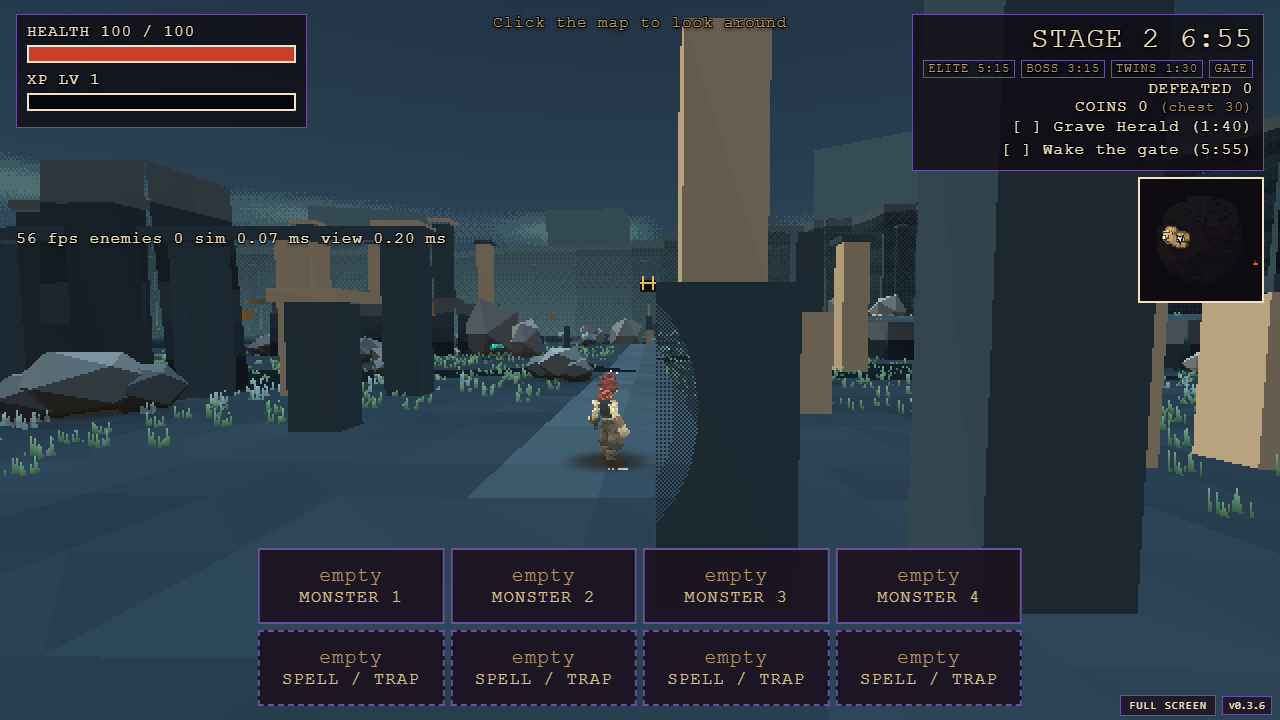 HEALTH 100 / 100
XP LV 1
Click the map to look around
STAGE 2 6:55
ELITE 5:15 BOSS 3:15 TWINS 1:30 GATE
DEFEATED 0
COINS 0 (chest 30)
[ ] Grave Herald (1:40)
[ ] Wake the gate (5:55)
56 fps enemies 0 sim 0.07 ms view 0.20 ms
empty empty empty empty
MONSTER 1 MONSTER 2 MONSTER 3 MONSTER 4
empty empty empty empty
SPELL / TRAP SPELL / TRAP SPELL / TRAP SPELL / TRAP
FULL SCREEN v0.3.6